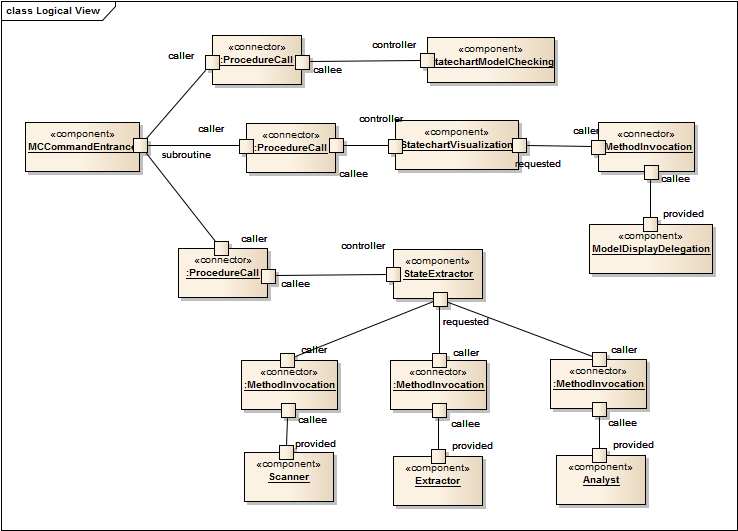 class Logical View
caller
«connector»
:ProcedureCall
callee
controller
«component»
tatechartModelChecking
«component»
MCCommandEntrance
subroutine
caller
«connector»
:ProcedureCall
callee
controller
«component»
StatechartVisualization
requested
caller
«connector»
MethodInvocation
callee
provided
«component»
ModelDisplayDelegation
caller
«connector»
:ProcedureCall
callee
controller
«component»
StateExtractor
requested
caller
«connector»
:MethodInvocation
callee
provided
«component»
Scanner
caller
«connector»
:MethodInvocation
callee
provided
«component»
Extractor
caller
«connector»
:MethodInvocation
callee
provided
«component»
Analyst